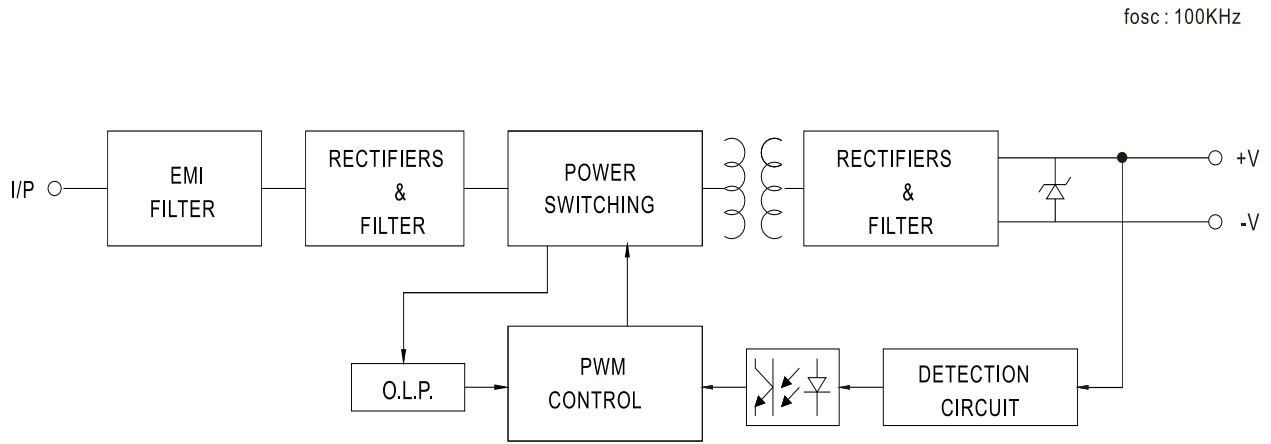 fosc : 100KHz
I/P
EMI
FILTER
RECTIFIERS
&
FILTER
POWER
SWITCHING
RECTIFIERS
&
FILTER
+V
-V
O.L.P.
PWM
CONTROL
DETECTION
CIRCUIT